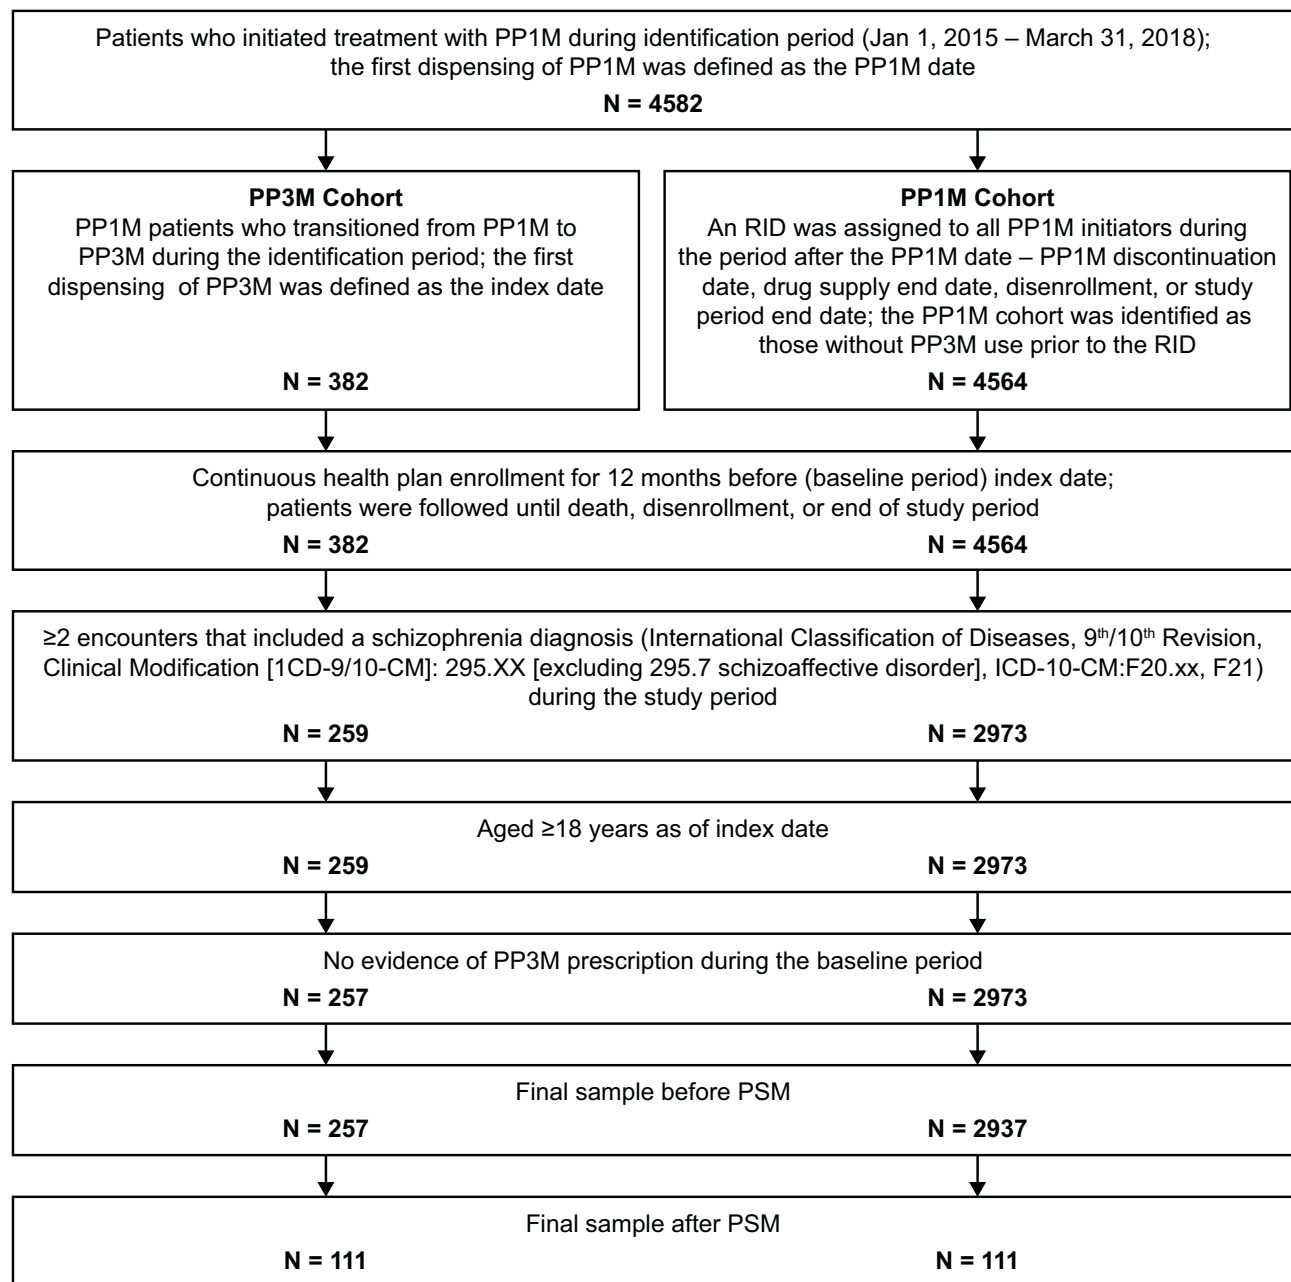 Patients who initiated treatment with PP1M during identification period (Jan 1, 2015 – March 31, 2018);
the first dispensing of PP1M was defined as the PP1M date
N = 4582
PP3M Cohort
PP1M patients who transitioned from PP1M to
PP3M during the identification period; the first
dispensing of PP3M was defined as the index date
N = 382
PP1M Cohort
An RID was assigned to all PP1M initiators during
the period after the PP1M date – PP1M discontinuation
date, drug supply end date, disenrollment, or study
period end date; the PP1M cohort was identified as
those without PP3M use prior to the RID
N = 4564
Continuous health plan enrollment for 12 months before (baseline period) index date;
patients were followed until death, disenrollment, or end of study period
N = 382 N = 4564
≥2 encounters that included a schizophrenia diagnosis (International Classification of Diseases, 9th/10th Revision,
Clinical Modification [1CD-9/10-CM]: 295.XX [excluding 295.7 schizoaffective disorder], ICD-10-CM:F20.xx, F21)
during the study period
N = 259 N = 2973
Aged ≥18 years as of index date
N = 259 N = 2973
No evidence of PP3M prescription during the baseline period
N = 257 N = 2973
Final sample before PSM
N = 257 N = 2937
Final sample after PSM
N = 111 N = 111